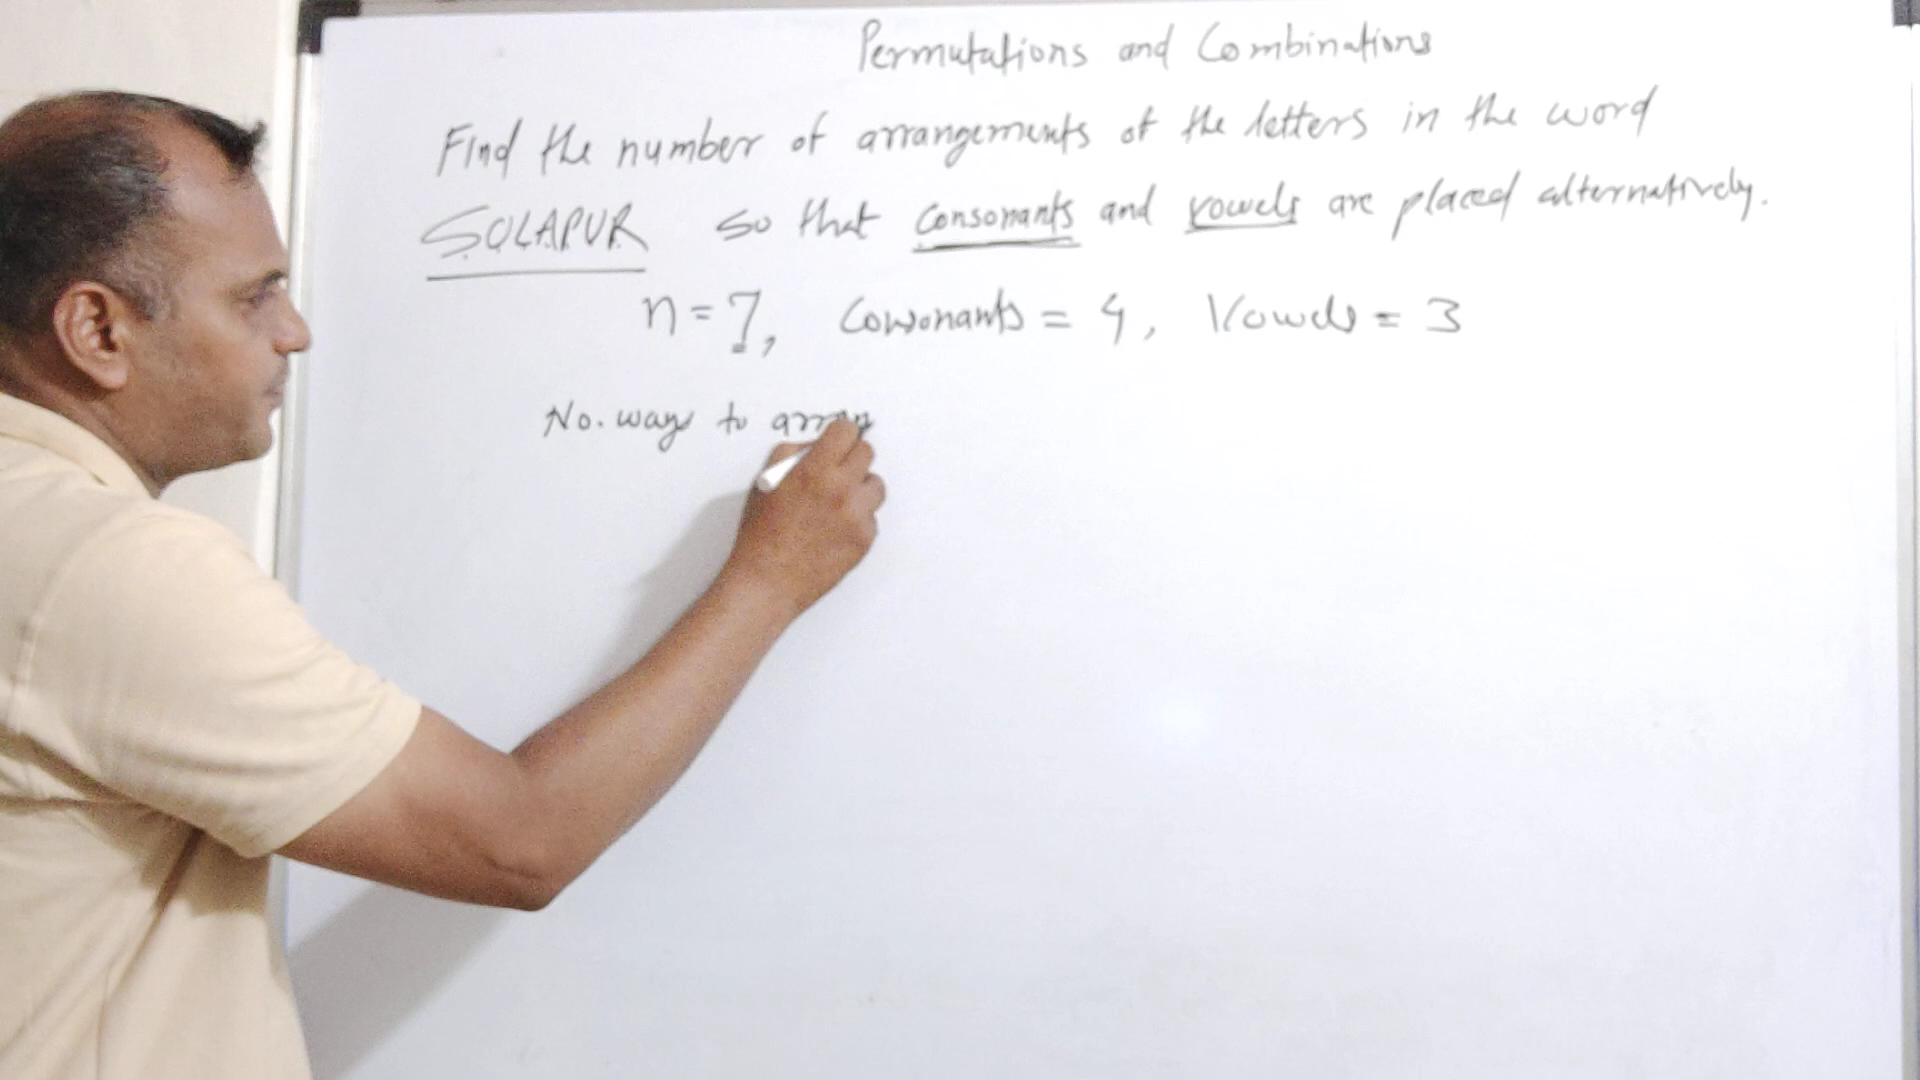 Permutations and Combinations
Find the number of arrangements of the letters in the word
SOLAPUR so that consonants and vowels are placed alternatively.
n = 7, Consonants = 4, Vowels = 3
No. ways to arran